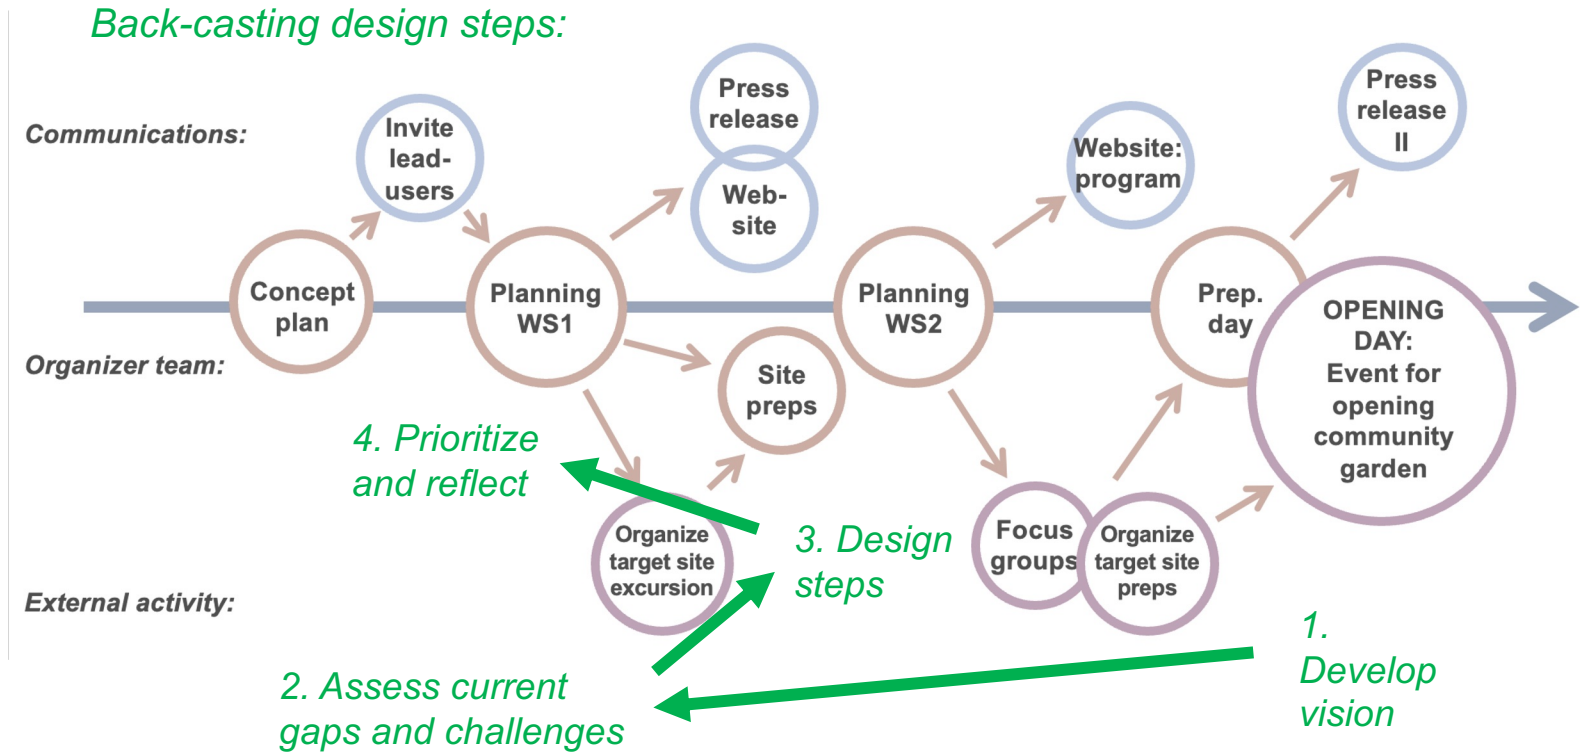 Back-casting design steps:
Communications:
Invite
lead-
users
Press
release
Web-
site
Website:
program
Press
release
II
Concept
plan
Planning
WS1
Planning
WS2
Prep.
day
OPENING
DAY:
Event for
opening
community
garden
Organizer team:
Site
preps
4. Prioritize
and reflect
Organize
target site
excursion
3. Design
steps
Focus
groups
Organize
target site
preps
External activity:
1.
Develop
vision
2. Assess current
gaps and challenges